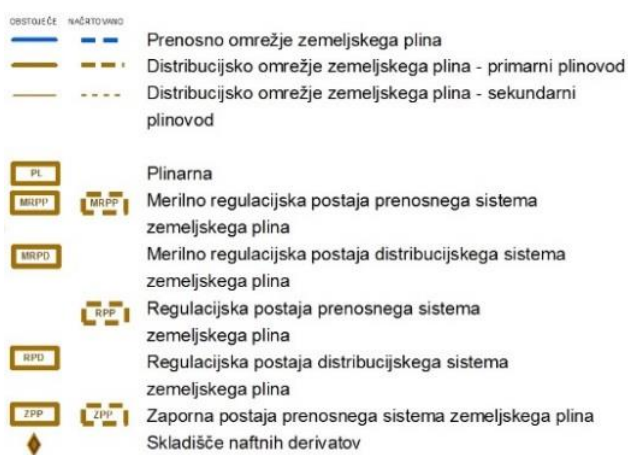 OBSTOJEČE NAČRTOVANO
Prenosno omrežje zemeljskega plina
Distribucijsko omrežje zemeljskega plina - primarni plinovod
Distribucijsko omrežje zemeljskega plina - sekundarni
plinovod
PL Plinarna
MRPP MRPP Merilno regulacijska postaja prenosnega sistema
zemeljskega plina
MRPD Merilno regulacijska postaja distribucijskega sistema
zemeljskega plina
RPP Regulacijska postaja prenosnega sistema
zemeljskega plina
RPD Regulacijska postaja distribucijskega sistema
zemeljskega plina
ZPP ZPP Zaporna postaja prenosnega sistema zemeljskega plina
Skladišče naftnih derivatov